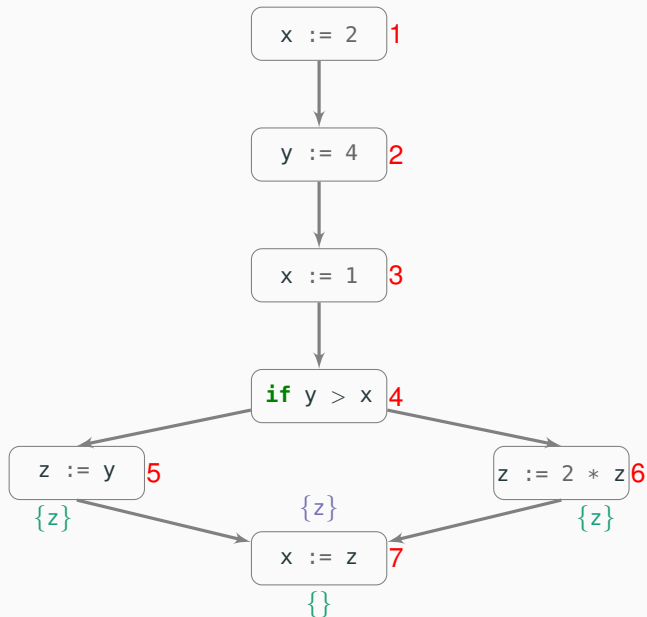 x := 2 1
y := 4 2
x := 1 3
if y > x 4
z := y 5
z := 2 * z 6
{z}
{z}
{z}
x := z 7
{}